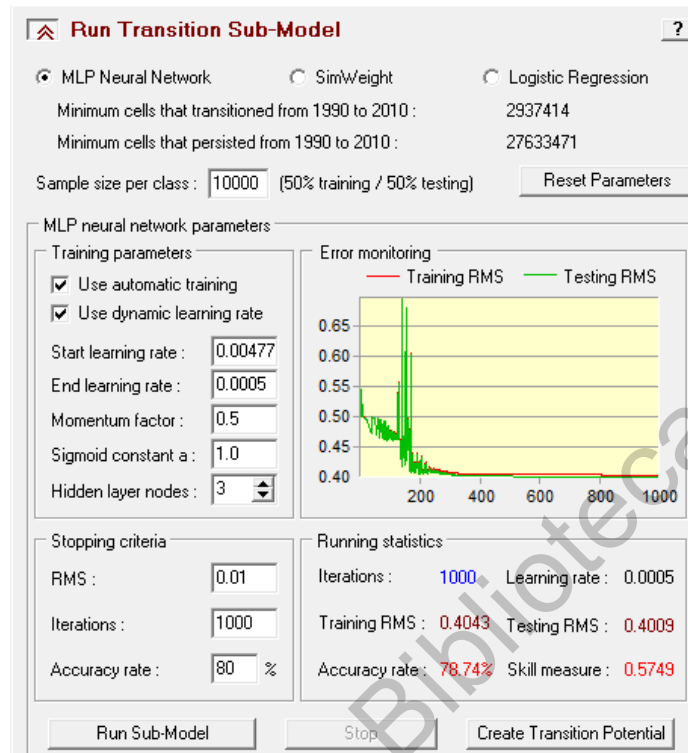 Run Transition Sub-Model ?
MLP Neural Network SimWeight Logistic Regression
Minimum cells that transitioned from 1990 to 2010 : 2937414
Minimum cells that persisted from 1990 to 2010 : 27633471
Sample size per class : 10000 (50% training / 50% testing) Reset Parameters
MLP neural network parameters
Training parameters
Use automatic training
Use dynamic learning rate
Start learning rate : 0.00477
End learning rate : 0.0005
Momentum factor : 0.5
Sigmoid constant a : 1.0
Hidden layer nodes : 3
Error monitoring
Training RMS Testing RMS
0.65
0.60
0.55
0.50
0.45
0.40
200 400 600 800 1000
Stopping criteria
RMS : 0.01
Iterations : 1000
Accuracy rate : 80 %
Running statistics
Iterations : 1000 Learning rate : 0.0005
Training RMS : 0.4043 Testing RMS : 0.4009
Accuracy rate : 78.74% Skill measure : 0.5749
Run Sub-Model Stop Create Transition Potential
Biblioteca